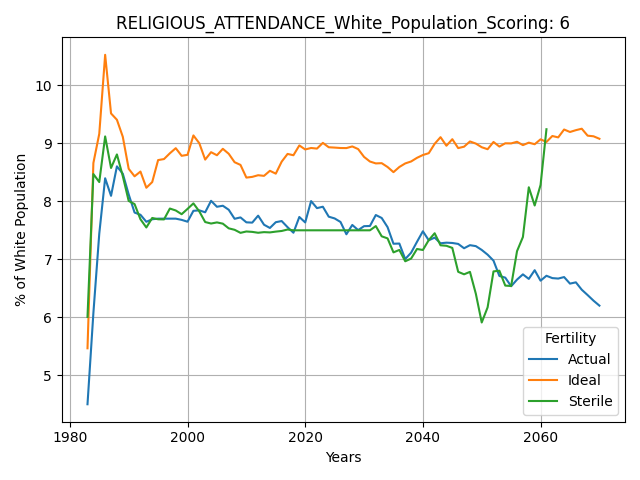 RELIGIOUS_ATTENDANCE_White_Population_Scoring: 6
% of White Population
10
9
8
7
6
5
1980
2000
2020
2040
2060
Years
Fertility
Actual
Ideal
Sterile